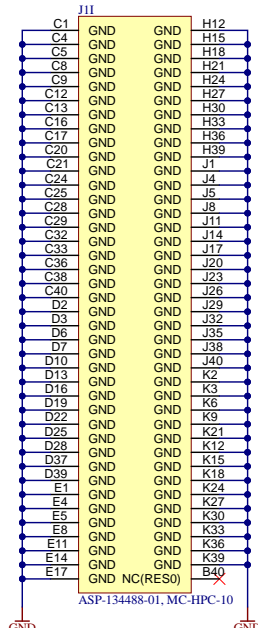 J1I
C1 GND GND H12
C4 GND GND H15
C5 GND GND H18
C8 GND GND H21
C9 GND GND H24
C12 GND GND H27
C13 GND GND H30
C16 GND GND H33
C17 GND GND H36
C20 GND GND H39
C21 GND GND J1
C24 GND GND J4
C25 GND GND J5
C28 GND GND J8
C29 GND GND J11
C32 GND GND J14
C33 GND GND J17
C36 GND GND J20
C38 GND GND J23
C40 GND GND J26
D2 GND GND J29
D3 GND GND J32
D6 GND GND J35
D7 GND GND J38
D10 GND GND J40
D13 GND GND K2
D16 GND GND K3
D19 GND GND K6
D22 GND GND K9
D25 GND GND K21
D28 GND GND K12
D37 GND GND K15
D39 GND GND K18
E1 GND GND K24
E4 GND GND K27
E5 GND GND K30
E8 GND GND K33
E11 GND GND K36
E14 GND GND K39
E17 GND NC(RES0) B40
ASP-134488-01, MC-HPC-10
GND GND